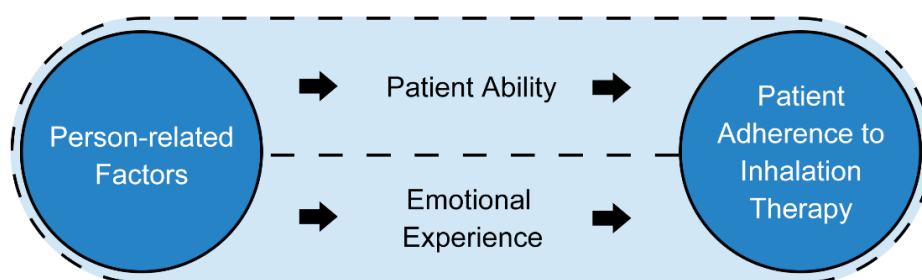 Person-related
Factors
Patient Ability
Emotional
Experience
Patient
Adherence to
Inhalation
Therapy